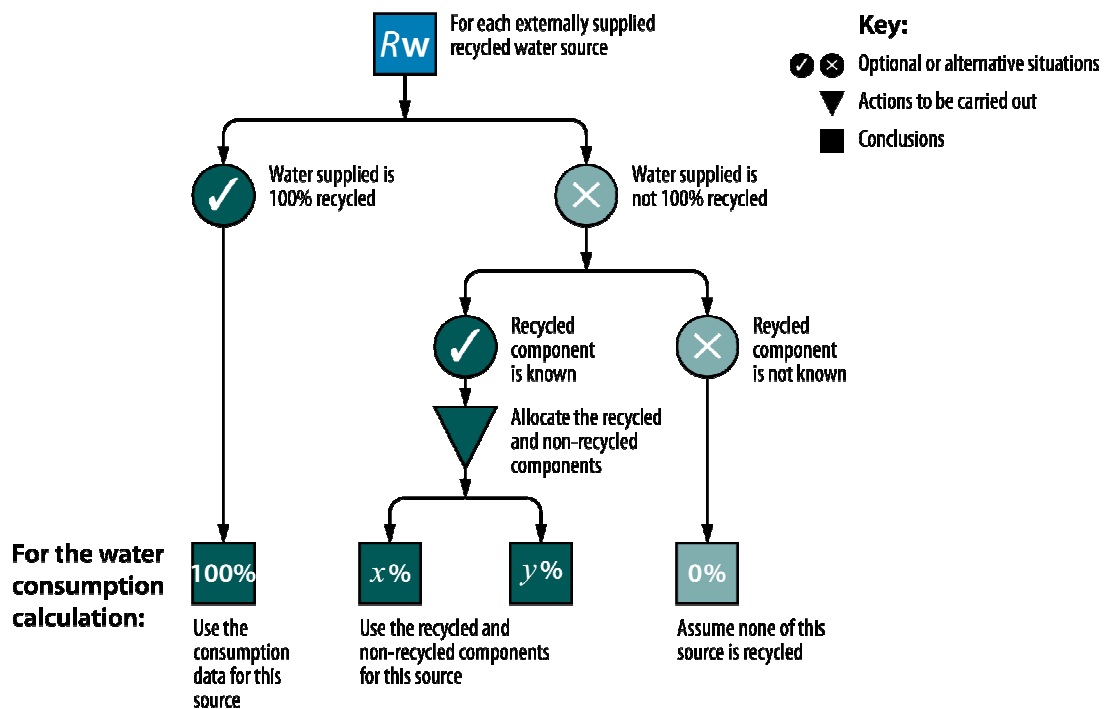 Rw
For each externally supplied
recycled water source
Key:
Optional or alternative situations
Actions to be carried out
Conclusions
Water supplied is
100% recycled
Water supplied is
not 100% recycled
Recycled
component
is known
Reycled
component
is not known
Allocate the recycled
and non-recycled
components
For the water
consumption
calculation:
100%
x%
y%
0%
Use the
consumption
data for this
source
Use the recycled and
non-recycled components
for this source
Assume none of this
source is recycled